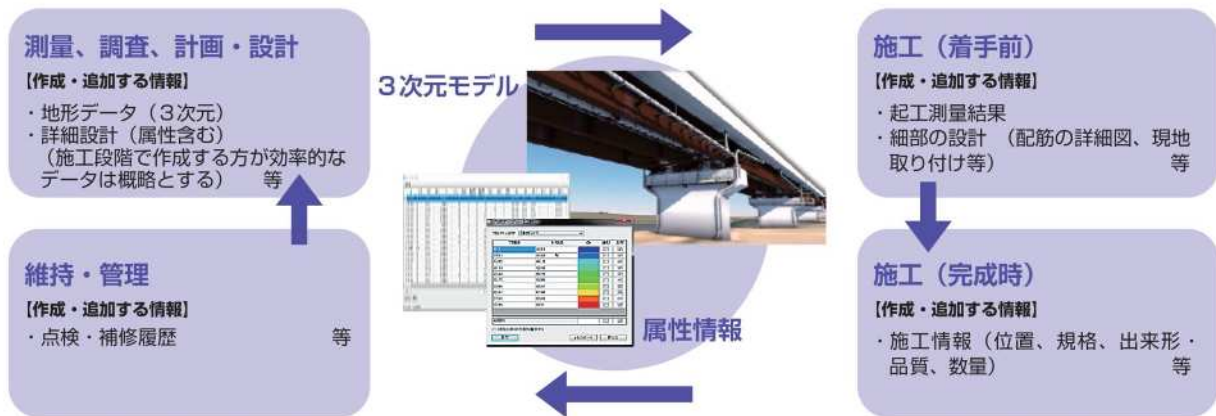 測量、調査、計画・設計
【作成・追加する情報】
・地形データ（３次元）
・詳細設計（属性含む）
（施工段階で作成する方が効率的な
データは概略とする） 等
維持・管理
【作成・追加する情報】
・点検・補修履歴 等
３次元モデル
属性情報
施工（着手前）
【作成・追加する情報】
・起工測量結果
・細部の設計 （配筋の詳細図、現地
取り付け等） 等
施工（完成時）
【作成・追加する情報】
・施工情報（位置、規格、出来形・
品質、数量） 等